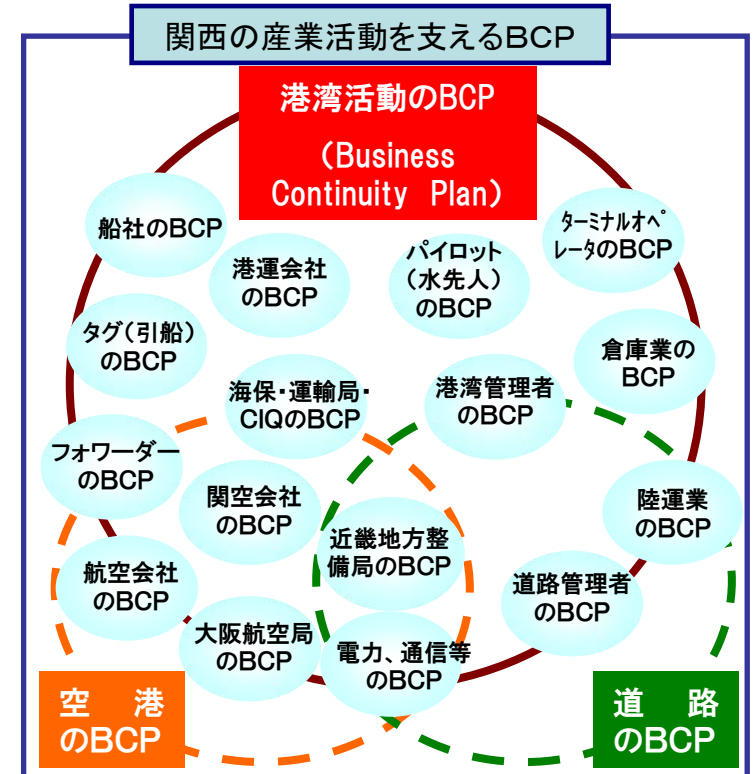 関西の産業活動を支えるBCP
港湾活動のBCP
（Business
Continuity Plan）
船社のBCP
港運会社
のBCP
パイロット
（水先人）
のBCP
ﾀｰﾐﾅﾙｵﾍﾟ
ﾚｰﾀのBCP
タグ（引船）
のBCP
倉庫業の
BCP
海保・運輸局・
CIQのBCP
港湾管理者
のBCP
フォワーダー
のBCP
関空会社
のBCP
近畿地方整
備局のBCP
陸運業
のBCP
航空会社
のBCP
道路管理者
のBCP
大阪航空局
のBCP
電力、通信等
のBCP
空　港
のBCP
道　路
のBCP